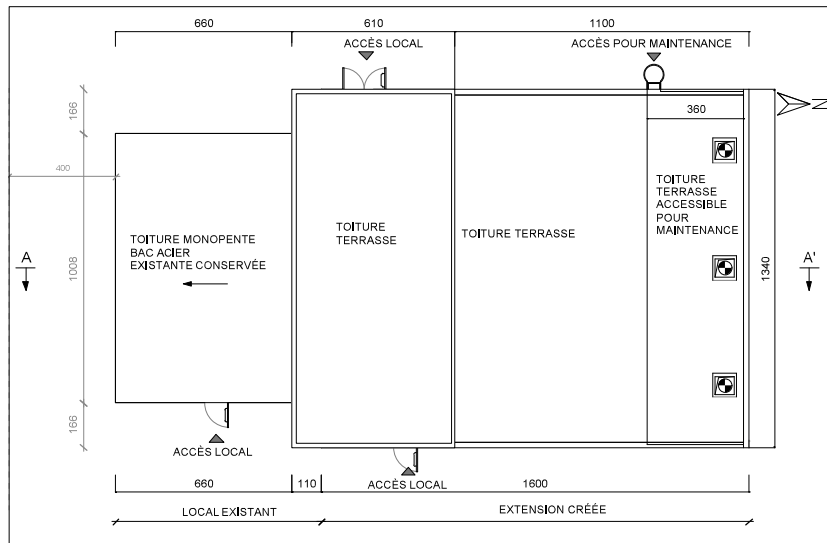 660
610
1100
ACCÈS LOCAL
ACCÈS POUR MAINTENANCE
N
166
360
400
TOITURE
TERRASSE
ACCESSIBLE
POUR
MAINTENANCE
TOITURE MONOPENTE
BAC ACIER
EXISTANTE CONSERVÉE
TOITURE
TERRASSE
TOITURE TERRASSE
A
A'
1008
1340
166
ACCÈS LOCAL
660
110
ACCÈS LOCAL
1600
LOCAL EXISTANT
EXTENSION CRÉÉE